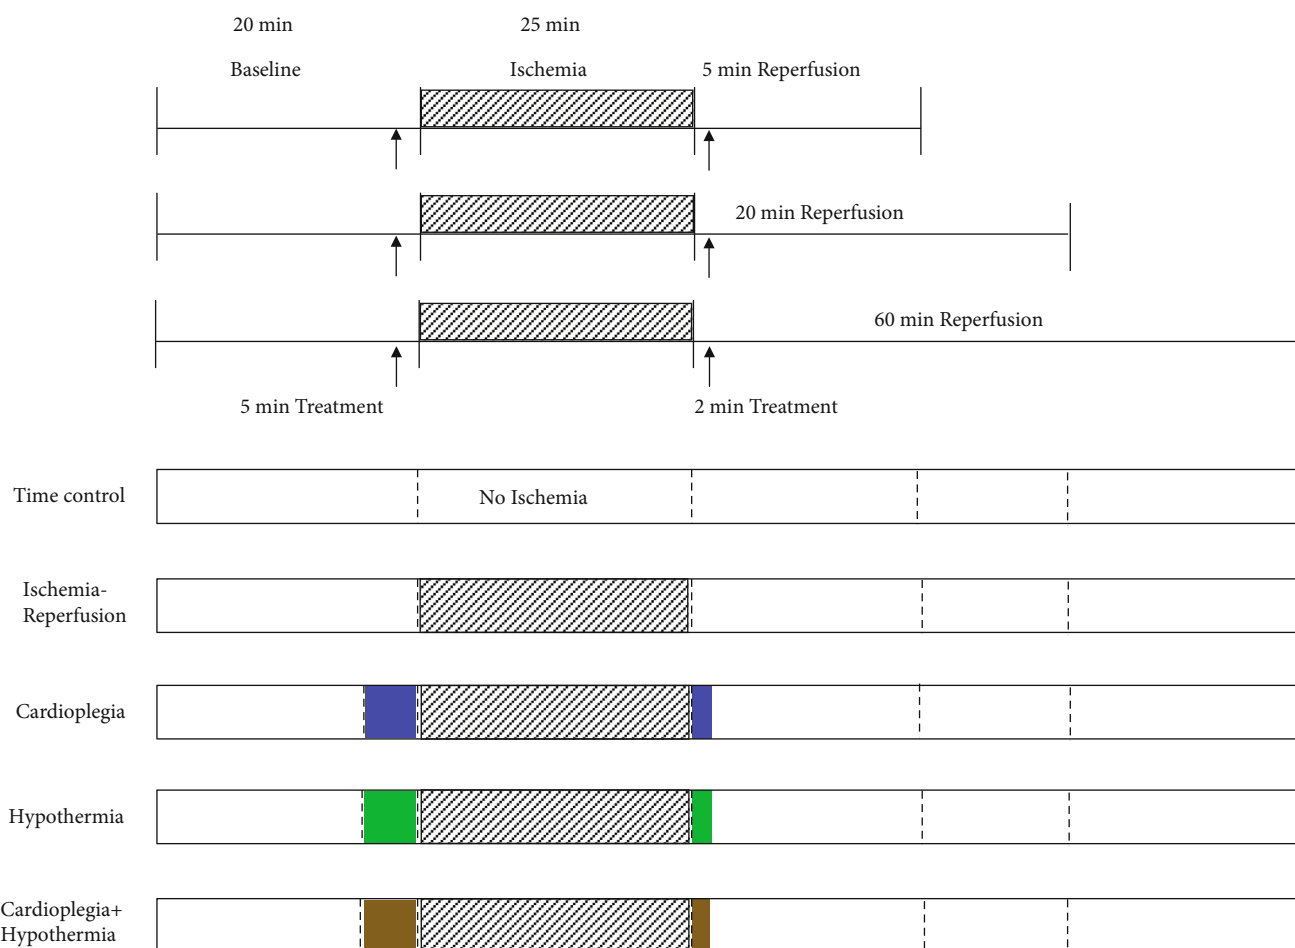 20 min
25 min
Baseline
Ischemia
5 min Reperfusion
20 min Reperfusion
60 min Reperfusion
5 min Treatment
2 min Treatment
Time control
No Ischemia
Ischemia-
Reperfusion
Cardioplegia
Hypothermia
Cardioplegia+
Hypothermia